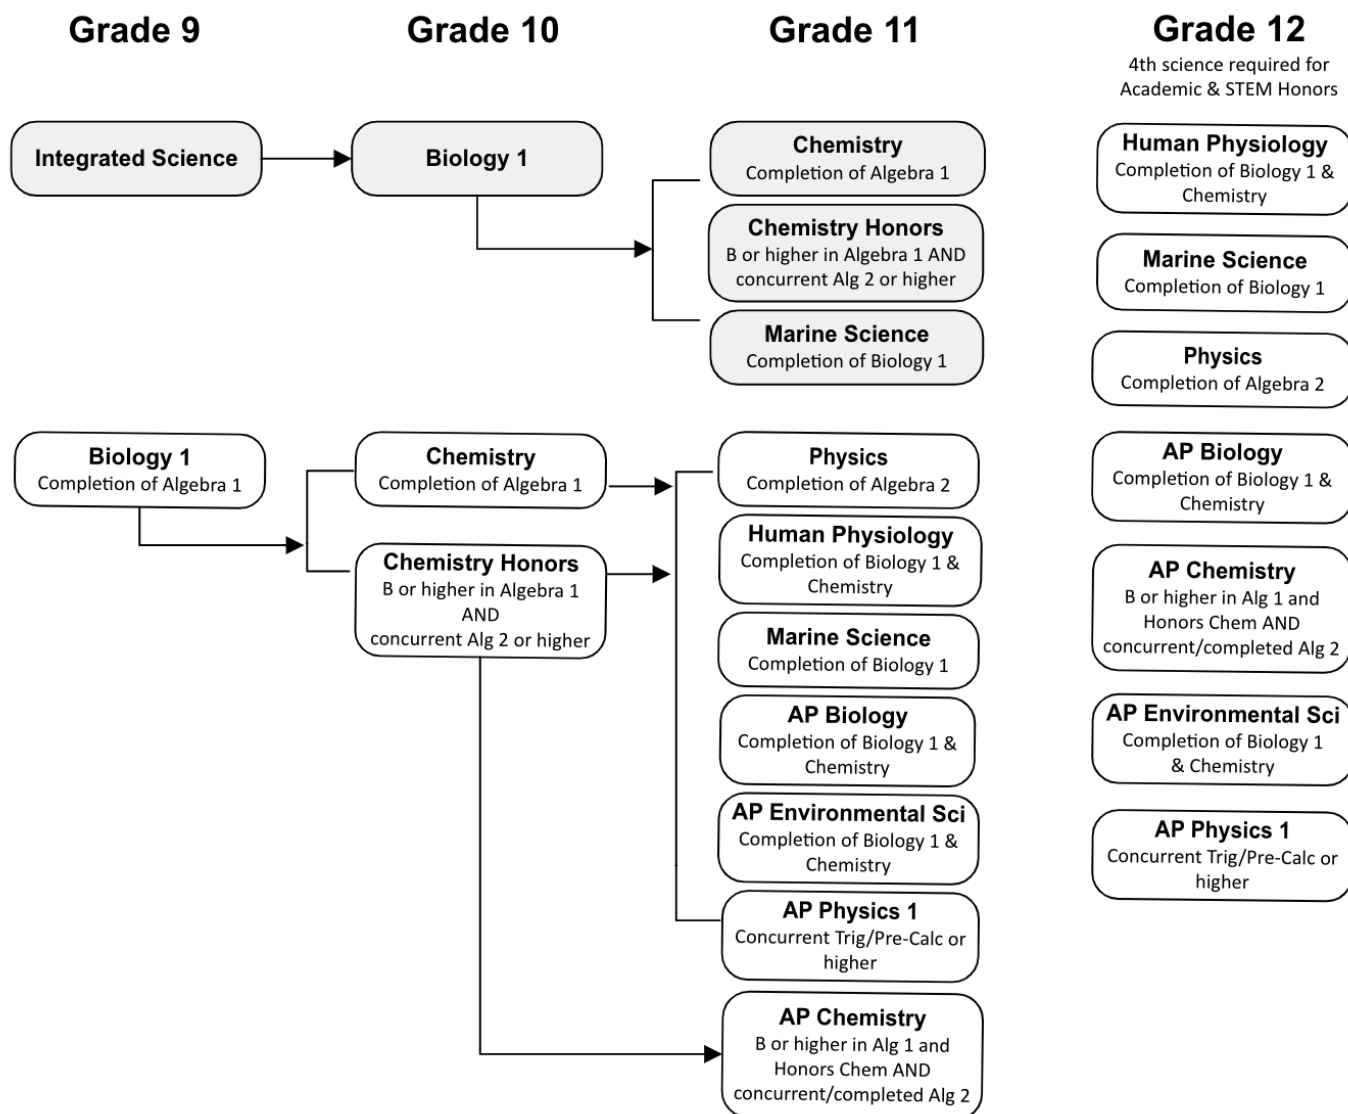 Grade 9
Grade 10
Grade 11
Grade 12
4th science required for
Academic & STEM Honors
Integrated Science
Biology 1
Chemistry
Completion of Algebra 1
Chemistry Honors
B or higher in Algebra 1 AND
concurrent Alg 2 or higher
Marine Science
Completion of Biology 1
Biology 1
Completion of Algebra 1
Chemistry
Completion of Algebra 1
Chemistry Honors
B or higher in Algebra 1
AND
concurrent Alg 2 or higher
Physics
Completion of Algebra 2
Human Physiology
Completion of Biology 1 &
Chemistry
Marine Science
Completion of Biology 1
AP Biology
Completion of Biology 1 &
Chemistry
AP Environmental Sci
Completion of Biology 1 &
Chemistry
AP Physics 1
Concurrent Trig/Pre-Calc or
higher
AP Chemistry
B or higher in Alg 1 and
Honors Chem AND
concurrent/completed Alg 2
Human Physiology
Completion of Biology 1 &
Chemistry
Marine Science
Completion of Biology 1
Physics
Completion of Algebra 2
AP Biology
Completion of Biology 1 &
Chemistry
AP Chemistry
B or higher in Alg 1 and
Honors Chem AND
concurrent/completed Alg 2
AP Environmental Sci
Completion of Biology 1
& Chemistry
AP Physics 1
Concurrent Trig/Pre-Calc or
higher